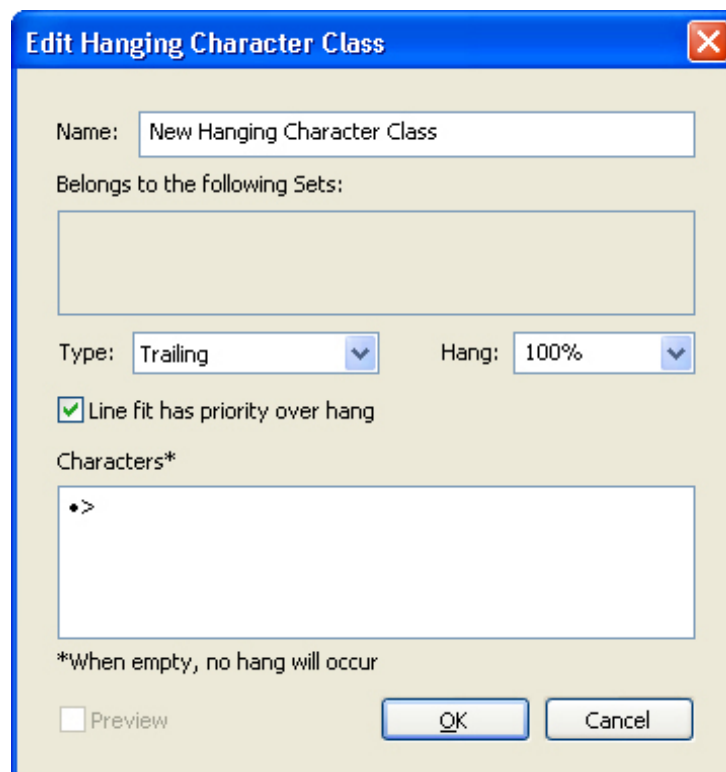 Edit Hanging Character Class
Name: New Hanging Character Class
Belongs to the following Sets:
Type: Trailing Hang: 100%
Line fit has priority over hang
Characters*
•>
*When empty, no hang will occur
Preview OK Cancel